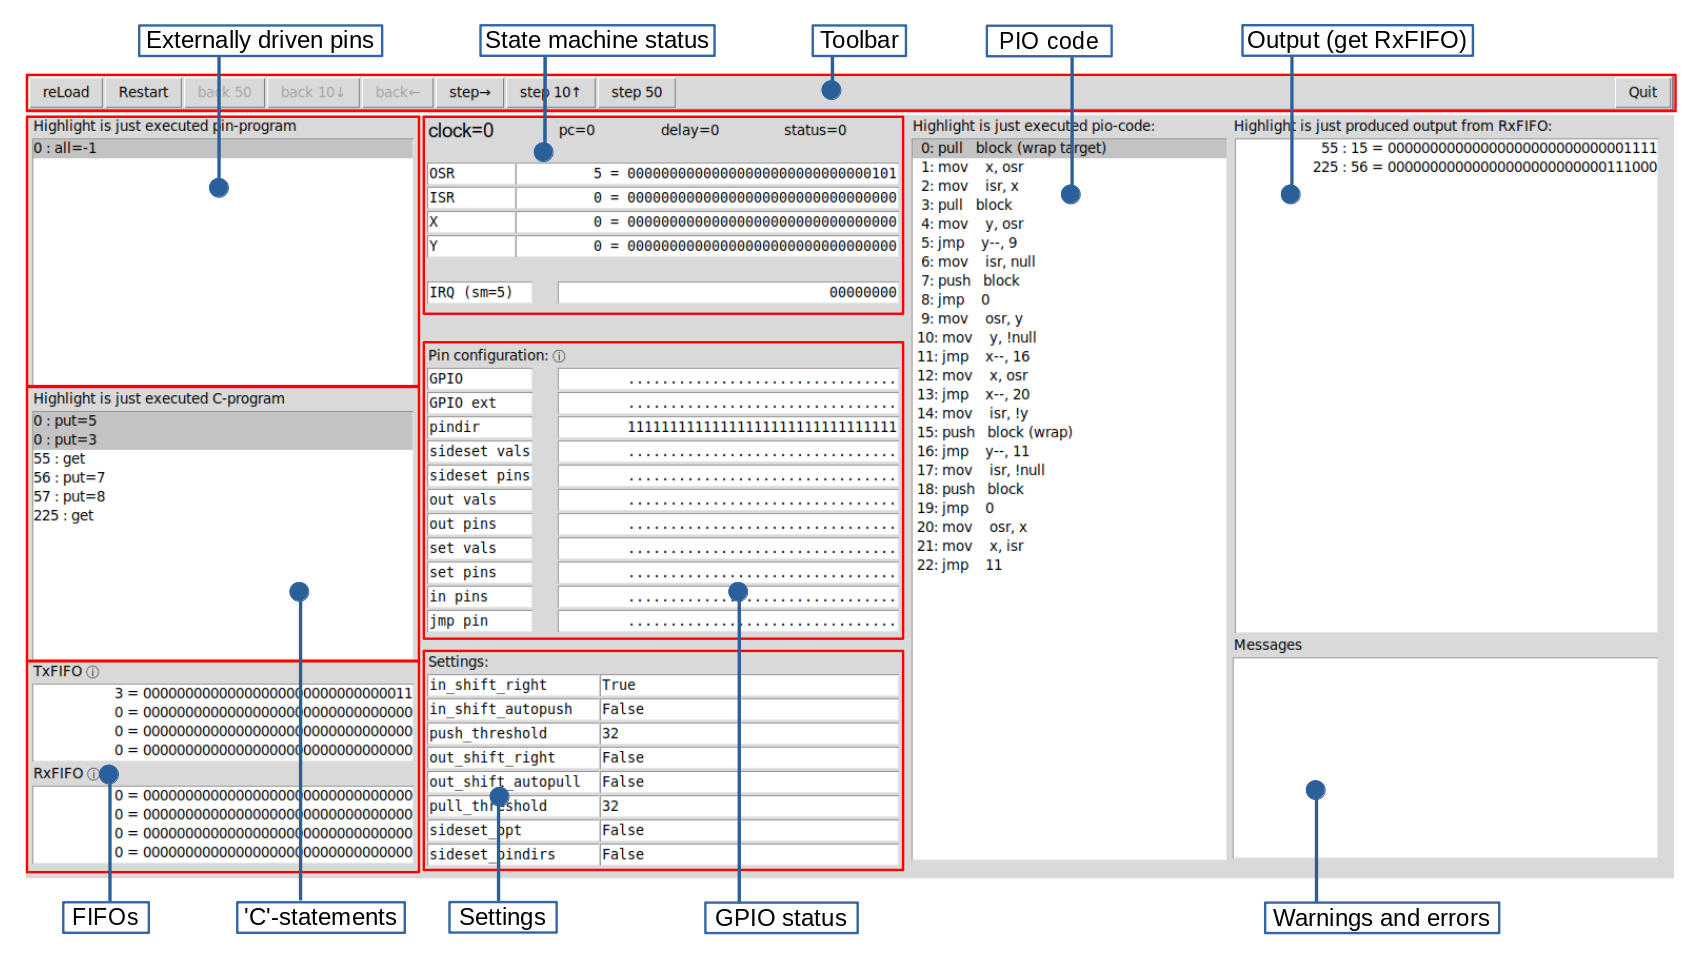 Externally driven pins
State machine status
Toolbar
PIO code
Output (get RxFIFO)
reLoad Restart back 50 back 10↓ back← step→ step 10↑ step 50 Quit
Highlight is just executed pin-program
0 : all=-1
Highlight is just executed C-program
0 : put=5
0 : put=3
55 : get
56 : put=7
57 : put=8
225 : get
TxFIFO ⓘ
3 = 00000000000000000000000000000011
0 = 00000000000000000000000000000000
0 = 00000000000000000000000000000000
0 = 00000000000000000000000000000000
RxFIFO ⓘ
0 = 00000000000000000000000000000000
0 = 00000000000000000000000000000000
0 = 00000000000000000000000000000000
0 = 00000000000000000000000000000000
clock=0 pc=0 delay=0 status=0
OSR 5 = 00000000000000000000000000000101
ISR 0 = 00000000000000000000000000000000
X 0 = 00000000000000000000000000000000
Y 0 = 00000000000000000000000000000000
IRQ (sm=5) 00000000
Pin configuration: ⓘ
GPIO ................................
GPIO ext ................................
pindir 11111111111111111111111111111111
sideset vals ................................
sideset pins ................................
out vals ................................
out pins ................................
set vals ................................
set pins ................................
in pins ................................
jmp pin ................................
Settings:
in_shift_right True
in_shift_autopush False
push_threshold 32
out_shift_right False
out_shift_autopull False
pull_threshold 32
sideset_opt False
sideset_pindirs False
Highlight is just executed pio-code:
0: pull block (wrap target)
1: mov x, osr
2: mov isr, x
3: pull block
4: mov y, osr
5: jmp y--, 9
6: mov isr, null
7: push block
8: jmp 0
9: mov osr, y
10: mov y, !null
11: jmp x--, 16
12: mov x, osr
13: jmp x--, 20
14: mov isr, !y
15: push block (wrap)
16: jmp y--, 11
17: mov isr, !null
18: push block
19: jmp 0
20: mov osr, x
21: mov x, isr
22: jmp 11
Highlight is just produced output from RxFIFO:
55 : 15 = 00000000000000000000000000001111
225 : 56 = 00000000000000000000000000111000
Messages
FIFOs
'C'-statements
Settings
GPIO status
Warnings and errors